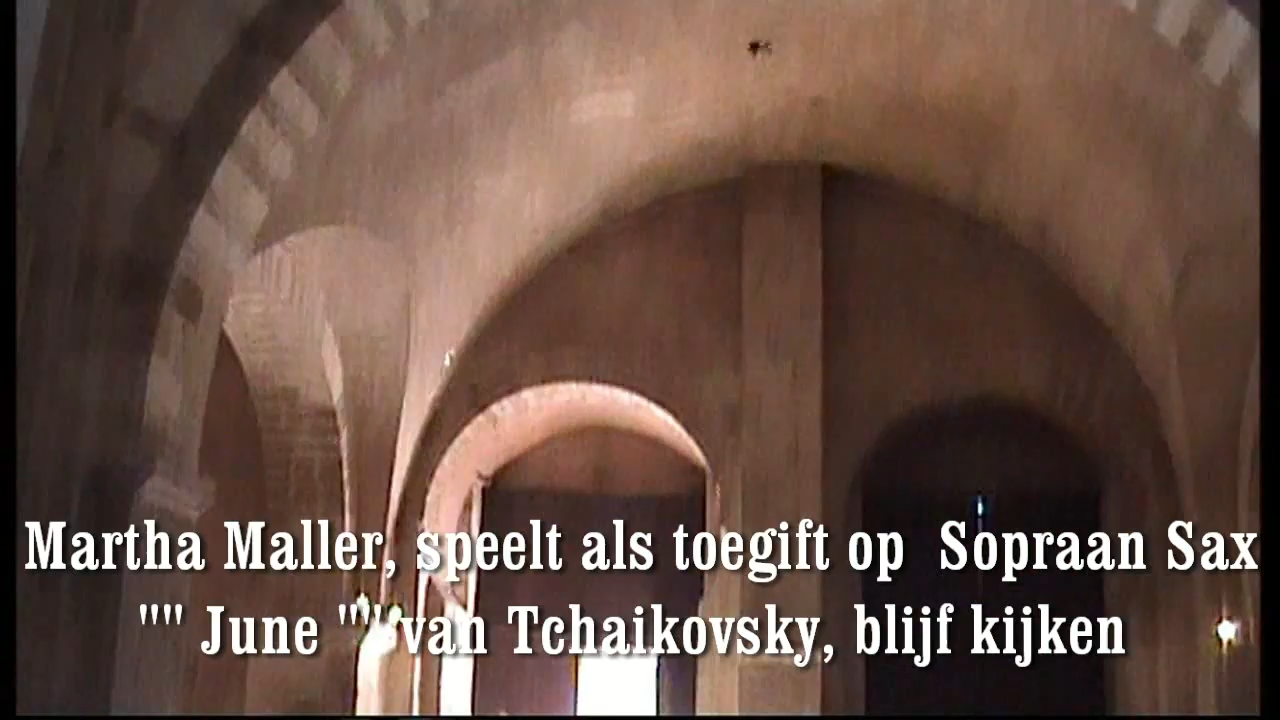 Martha Maller, speelt als toegift op  Sopraan Sax
"" June "" van Tchaikovsky, blijf kijken